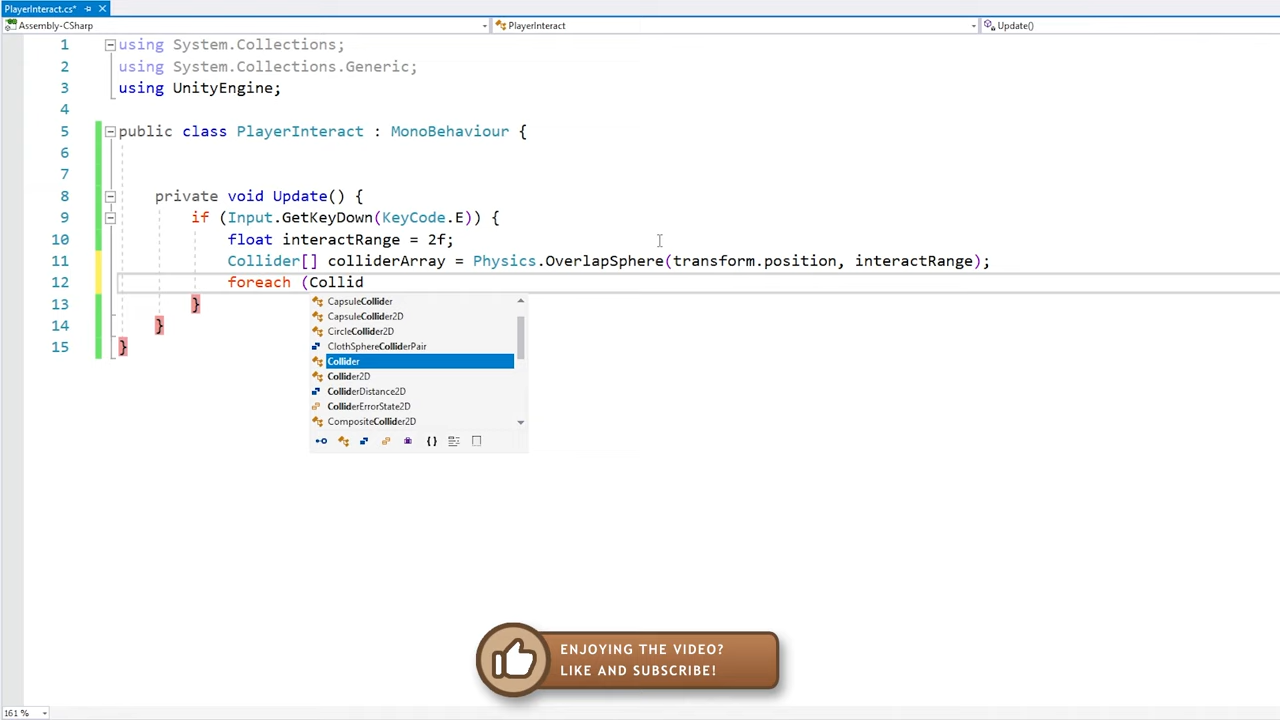 PlayerInteract.cs*
Assembly-CSharp PlayerInteract Update()
1 using System.Collections;
2 using System.Collections.Generic;
3 using UnityEngine;
4
5 public class PlayerInteract : MonoBehaviour {
6
7
8 private void Update() {
9 if (Input.GetKeyDown(KeyCode.E)) {
10 float interactRange = 2f;
11 Collider[] colliderArray = Physics.OverlapSphere(transform.position, interactRange);
12 foreach (Collid
13 }
14 }
15 }
CapsuleCollider
CapsuleCollider2D
CircleCollider2D
ClothSphereColliderPair
Collider
Collider2D
ColliderDistance2D
ColliderErrorState2D
CompositeCollider2D
ENJOYING THE VIDEO?
LIKE AND SUBSCRIBE!
161 %